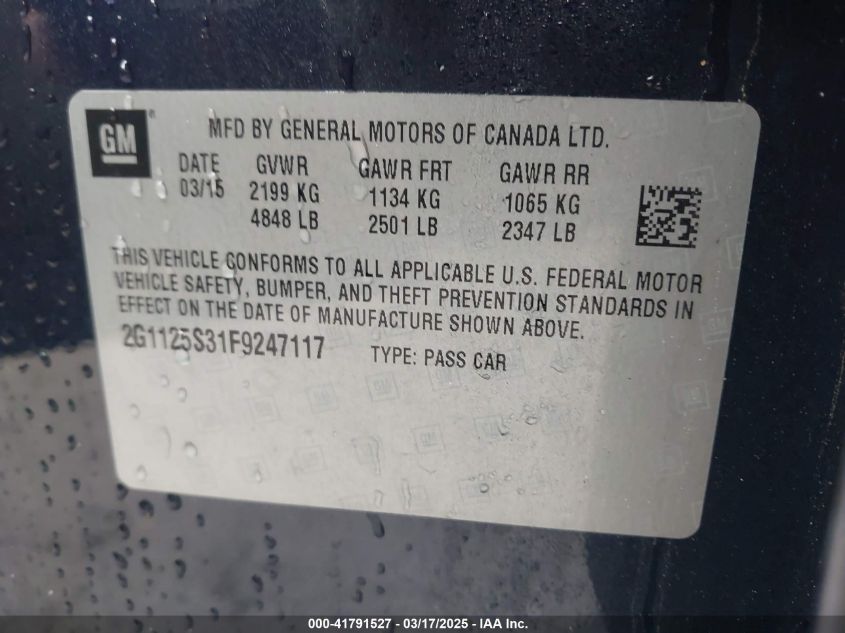 GM ®
MFD BY GENERAL MOTORS OF CANADA LTD.
DATE GVWR GAWR FRT GAWR RR
03/15 2199 KG 1134 KG 1065 KG
4848 LB 2501 LB 2347 LB
THIS VEHICLE CONFORMS TO ALL APPLICABLE U.S. FEDERAL MOTOR
VEHICLE SAFETY, BUMPER, AND THEFT PREVENTION STANDARDS IN
EFFECT ON THE DATE OF MANUFACTURE SHOWN ABOVE.
2G1125S31F9247117 TYPE: PASS CAR
000-41791527 - 03/17/2025 - IAAI Inc.